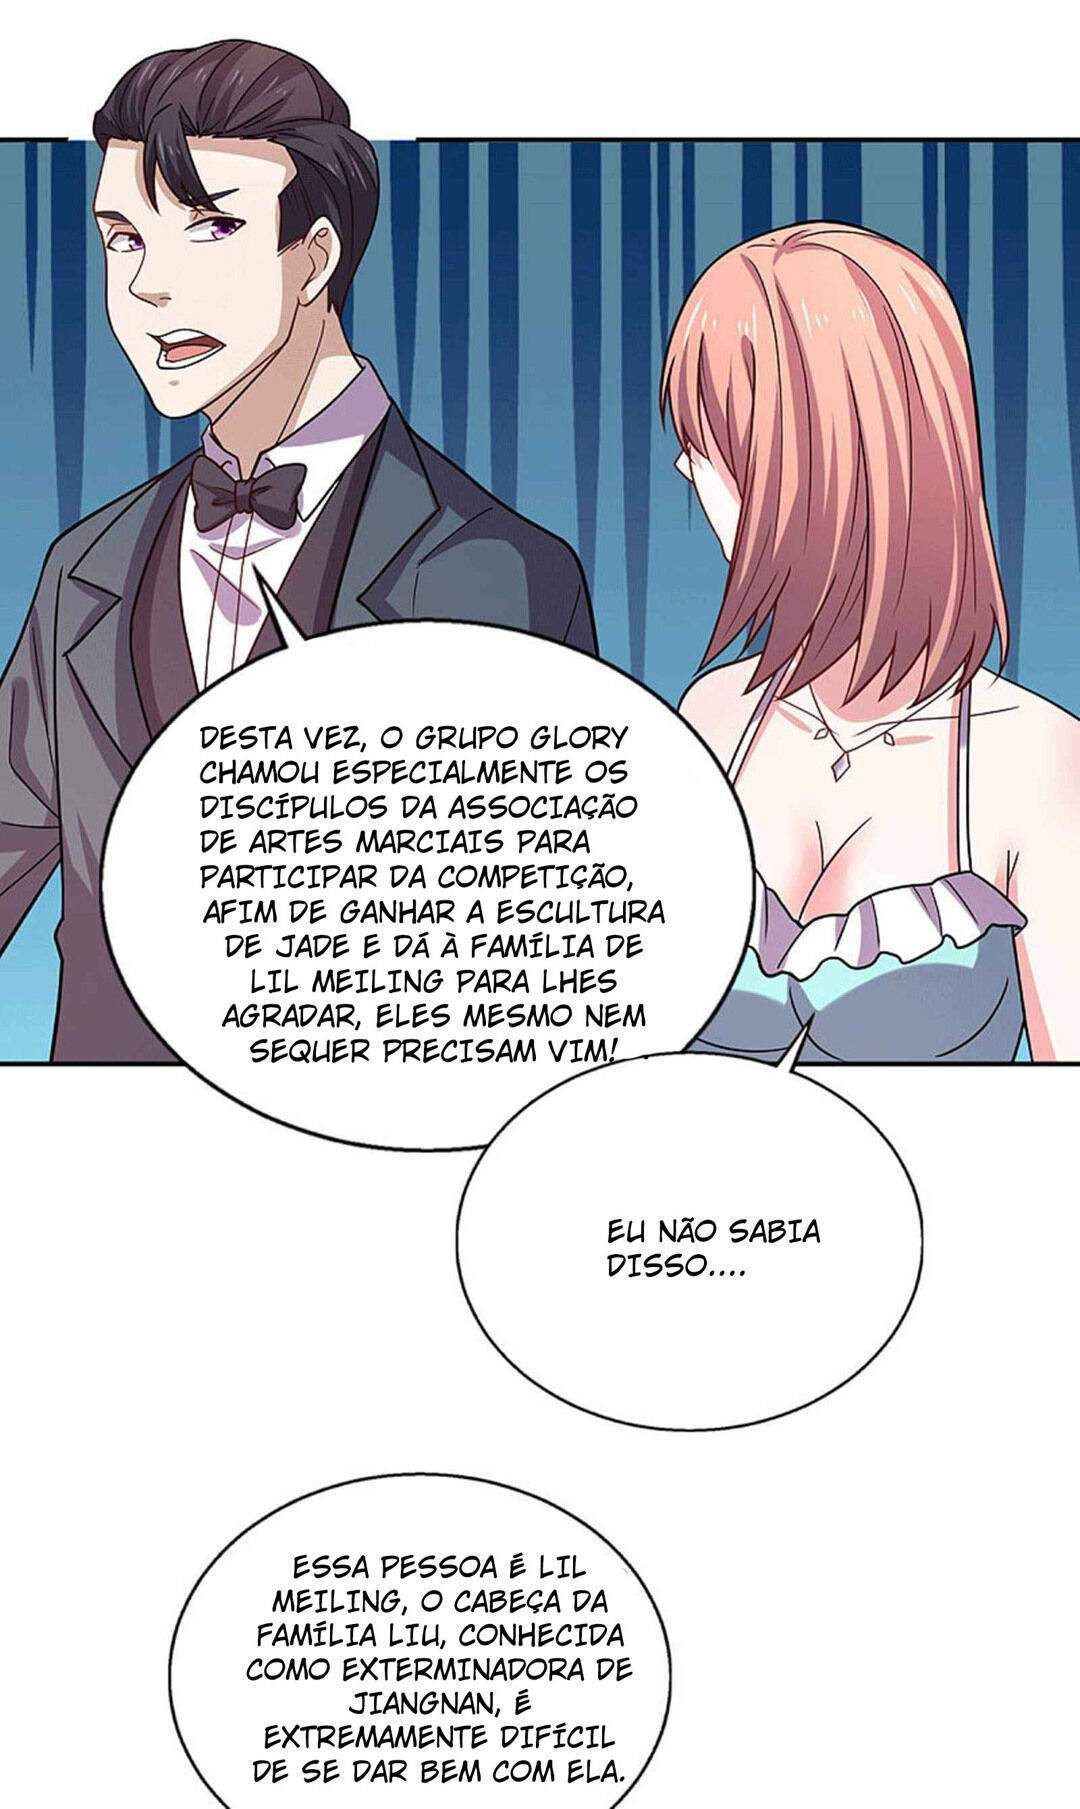 DESTA VEZ, O GRUPO GLORY
CHAMOU ESPECIALMENTE OS
DISCÍPULOS DA ASSOCIAÇÃO
DE ARTES MARCIAIS PARA
PARTICIPAR DA COMPETIÇÃO,
AFIM DE GANHAR A ESCULTURA
DE JADE E DÁ À FAMÍLIA DE
LIL MEILING PARA LHES
AGRADAR, ELES MESMO NEM
SEQUER PRECISAM VIM!
EU NÃO SABIA
DISSO....
ESSA PESSOA É LIL
MEILING, O CABEÇA DA
FAMÍLIA LIU, CONHECIDA
COMO EXTERMINADORA DE
JIANGNAN, É
EXTREMAMENTE DIFÍCIL
DE SE DAR BEM COM ELA.